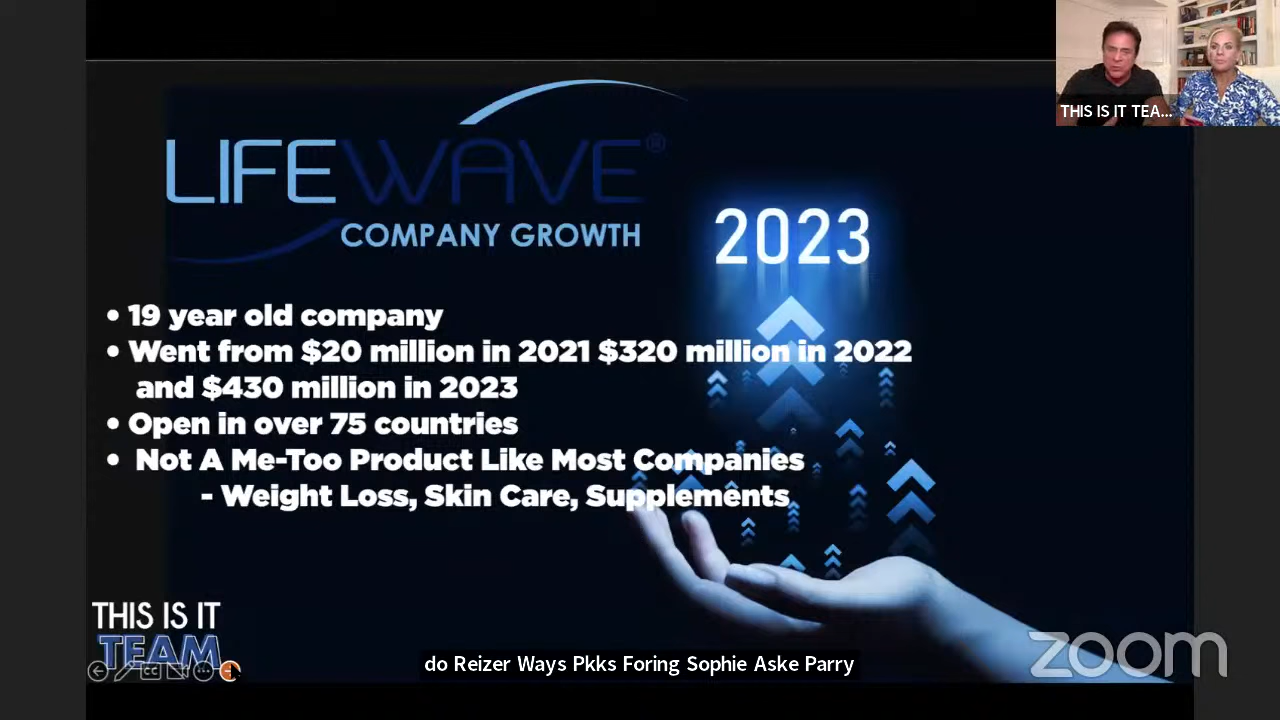 THIS IS IT TEA...
LIFEWAVE®
COMPANY GROWTH
2023
• 19 year old company
• Went from $20 million in 2021 $320 million in 2022
and $430 million in 2023
• Open in over 75 countries
• Not A Me-Too Product Like Most Companies
- Weight Loss, Skin Care, Supplements
THIS IS IT
TEAM
CC
zoom
do Reizer Ways Pkks Foring Sophie Aske Parry